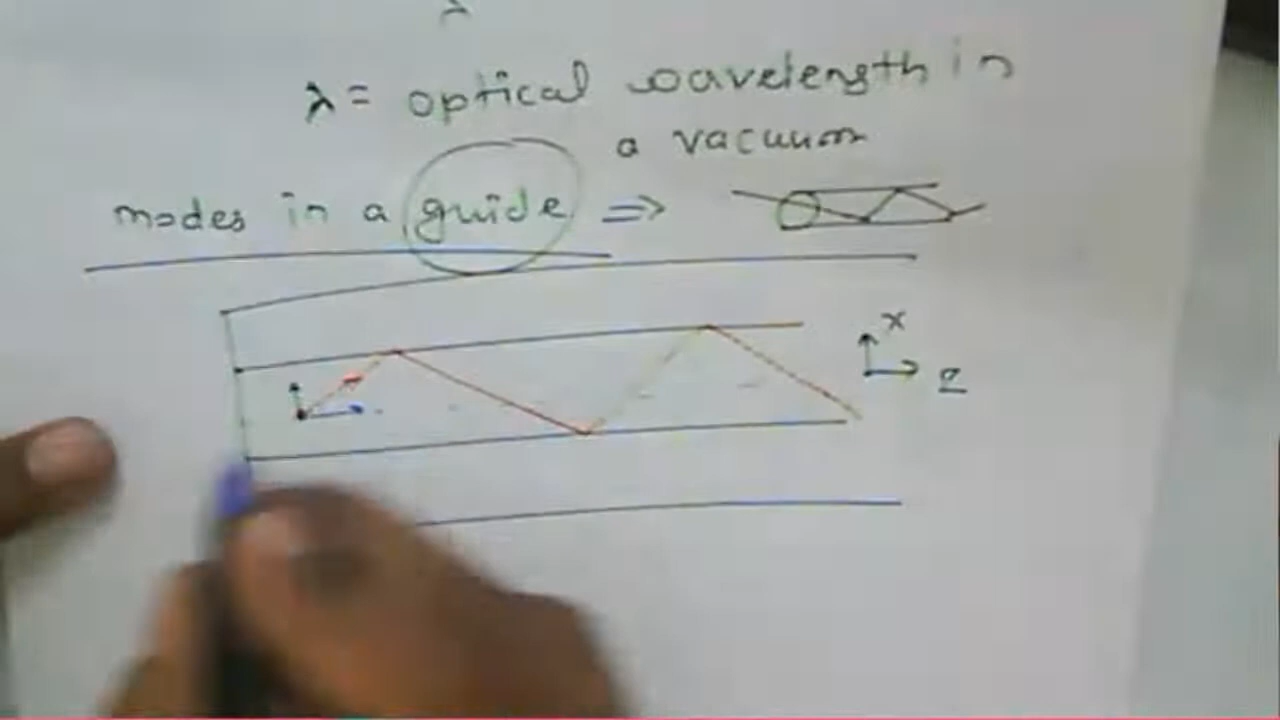 λ = optical wavelength in
a vacuum
modes in a guide ⇒
x
z